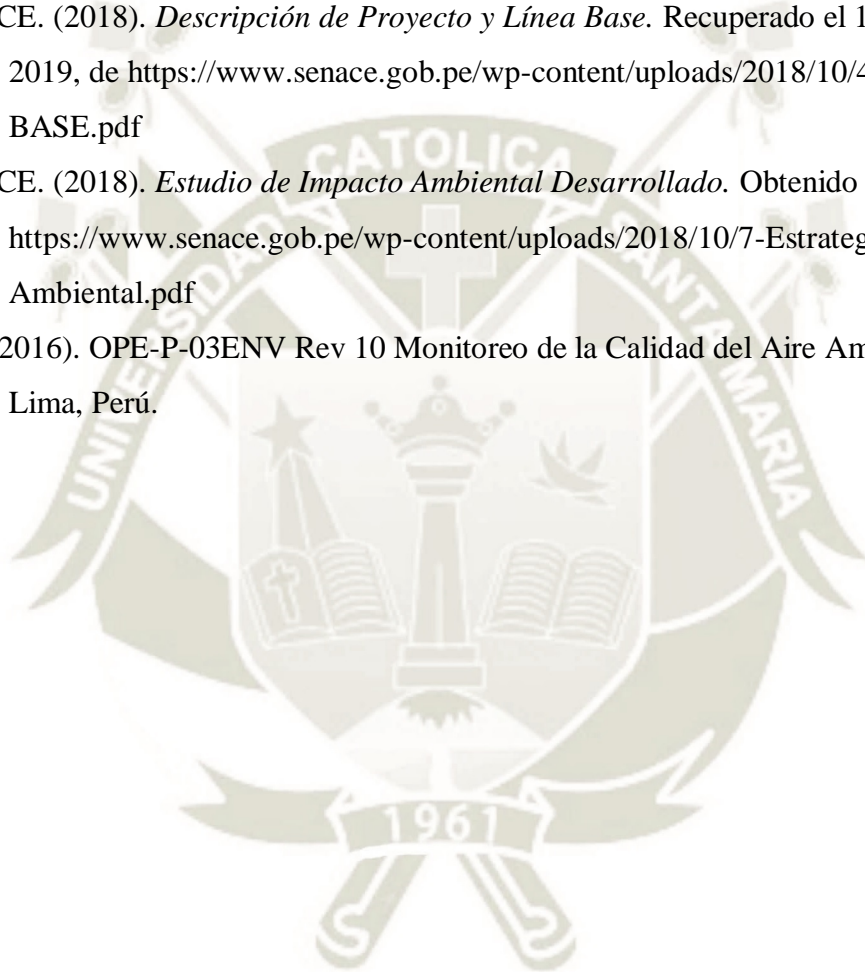 CE. (2018). Descripción de Proyecto y Línea Base. Recuperado el 1
2019, de https://www.senace.gob.pe/wp-content/uploads/2018/10/4
BASE.pdf
CE. (2018). Estudio de Impacto Ambiental Desarrollado. Obtenido
https://www.senace.gob.pe/wp-content/uploads/2018/10/7-Estrateg
Ambiental.pdf
2016). OPE-P-03ENV Rev 10 Monitoreo de la Calidad del Aire Am
Lima, Perú.
UNIVERSIDAD CATOLICA SANTA MARIA
1961